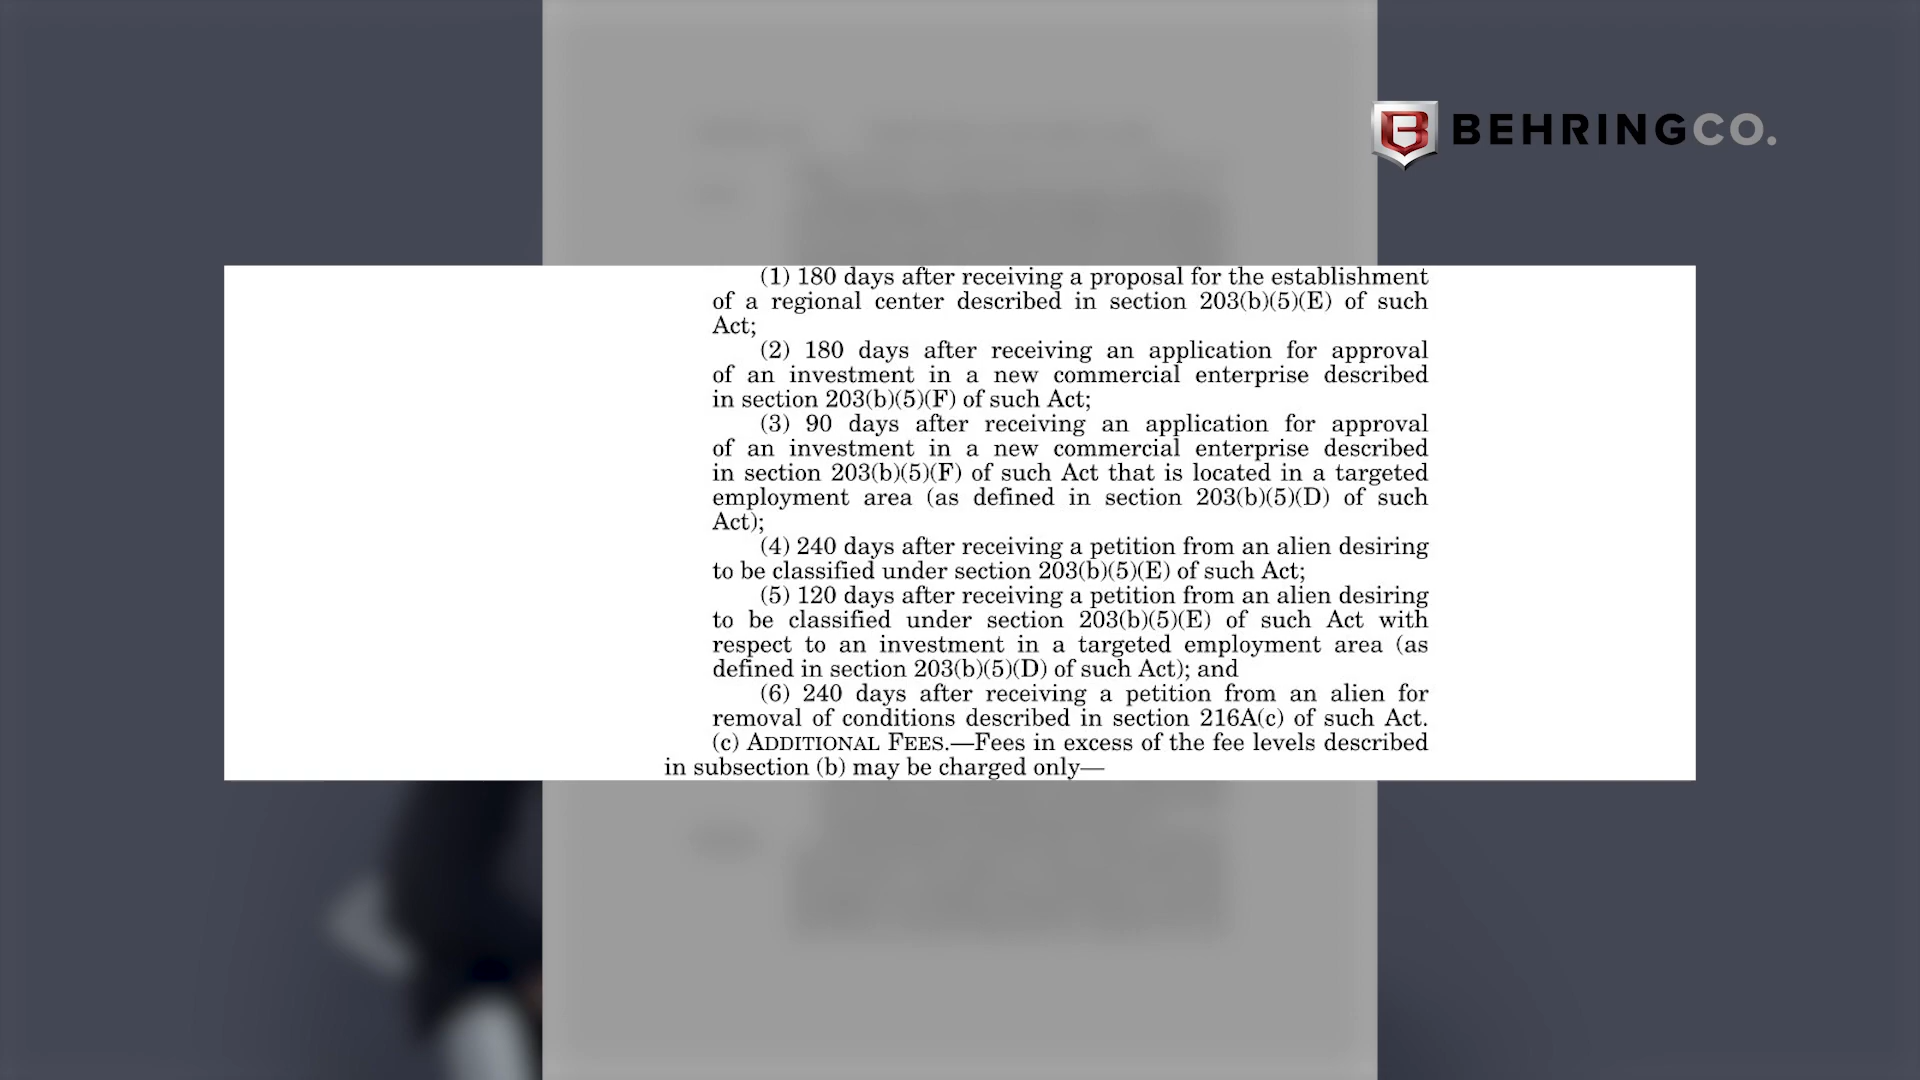 BEHRINGCO.
(1) 180 days after receiving a proposal for the establishment
of a regional center described in section 203(b)(5)(E) of such
Act;
(2) 180 days after receiving an application for approval
of an investment in a new commercial enterprise described
in section 203(b)(5)(F) of such Act;
(3) 90 days after receiving an application for approval
of an investment in a new commercial enterprise described
in section 203(b)(5)(F) of such Act that is located in a targeted
employment area (as defined in section 203(b)(5)(D) of such
Act);
(4) 240 days after receiving a petition from an alien desiring
to be classified under section 203(b)(5)(E) of such Act;
(5) 120 days after receiving a petition from an alien desiring
to be classified under section 203(b)(5)(E) of such Act with
respect to an investment in a targeted employment area (as
defined in section 203(b)(5)(D) of such Act); and
(6) 240 days after receiving a petition from an alien for
removal of conditions described in section 216A(c) of such Act.
(c) ADDITIONAL FEES.—Fees in excess of the fee levels described
in subsection (b) may be charged only—